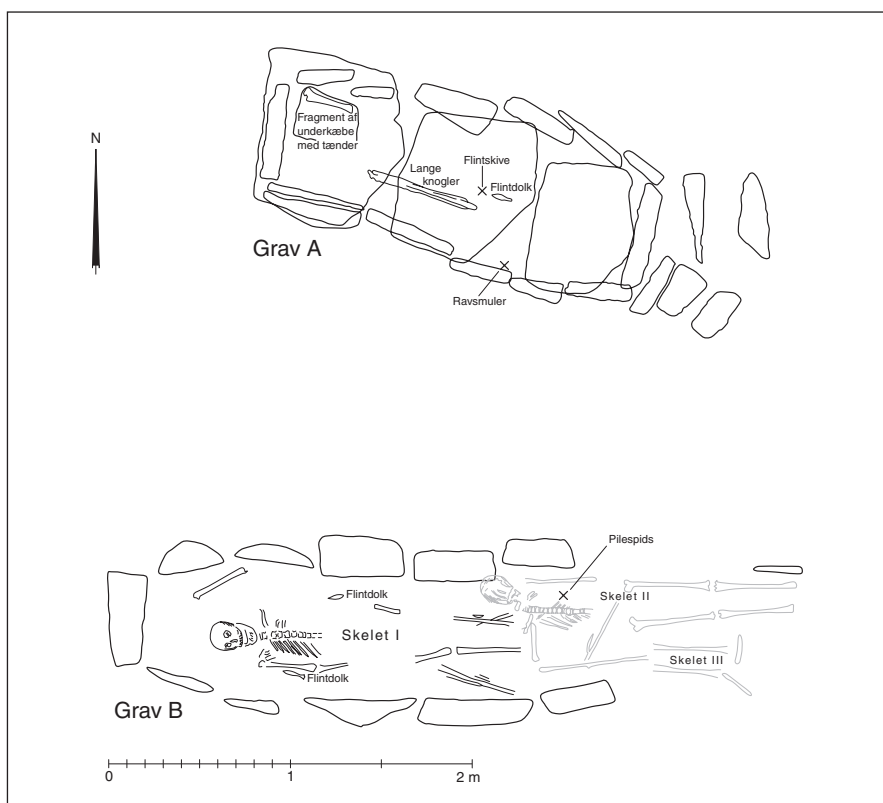 N
Fragment af
underkæbe
med tænder
Lange
knogler
Flintskive
Flintdolk
Grav A
Ravsmuler
Pilespids
Flintdolk
Skelet II
Skelet I
Skelet III
Flintdolk
Grav B
0 1 2 m